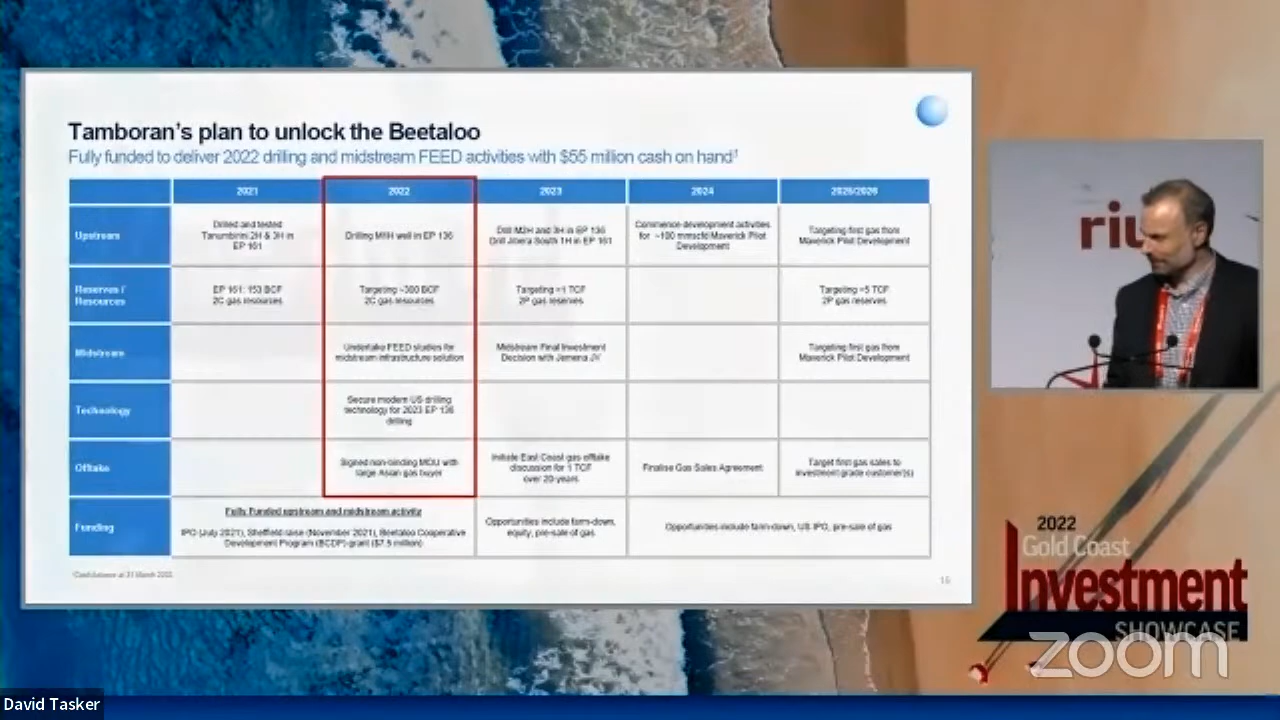 Tamboran's plan to unlock the Beetaloo
Fully funded to deliver 2022 drilling and midstream FEED activities with $55 million cash on hand¹
2021
2022
2023
2024
2025/2026
Upstream
Drilled and tested
Tanumbirini 2H & 3H in
EP 161
Drilling M1H well in EP 136
Drill M2H and 3H in EP 136
Drill Jibera South 1H in EP 161
Commence development activities
for ~100 mmscfd Maverick Pilot
Development
Targeting first gas from
Maverick Pilot Development
Reserves /
Resources
EP 161: 153 BCF
2C gas resources
Targeting ~300 BCF
2C gas resources
Targeting >1 TCF
2P gas reserves
Targeting >5 TCF
2P gas reserves
Midstream
Undertake FEED studies for
midstream infrastructure solution
Midstream Final Investment
Decision with Jemena JV
Targeting first gas from
Maverick Pilot Development
Technology
Secure modern US drilling
technology for 2023 EP 136
drilling
Offtake
Signed non-binding MOU with
large Asian gas buyer
Initiate East Coast gas offtake
discussion for 1 TCF
over 20-years
Finalise Gas Sales Agreement
Target first gas sales to
investment grade customer(s)
Funding
Fully Funded upstream and midstream activity
IPO (July 2021), Sheffield raise (November 2021), Beetaloo Cooperative
Development Program (BCDP) grant ($7.5 million)
Opportunities include farm-down,
equity, pre-sale of gas
Opportunities include farm-down, US IPO, pre-sale of gas
Cash balance at 31 March 2022
riu
2022
Gold Coast
Investment
SHOWCASE
zoom
David Tasker